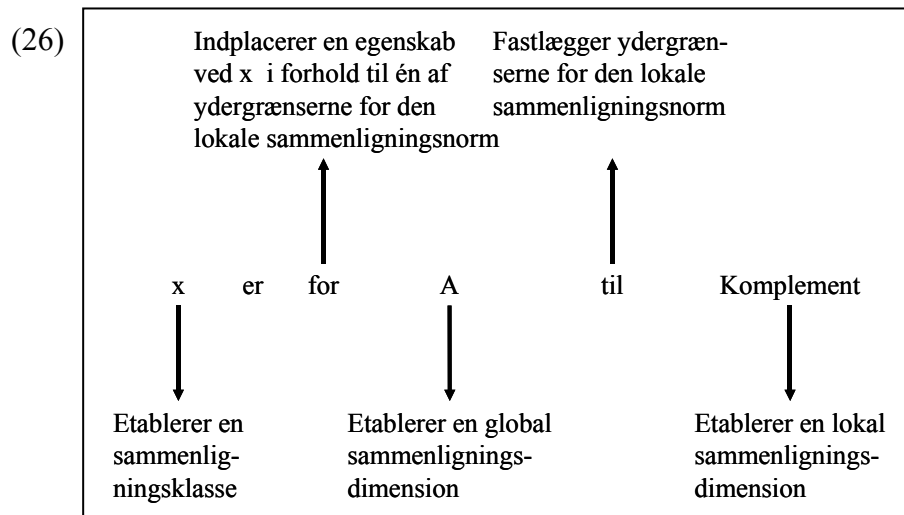 (26)
Indplacerer en egenskab
ved x i forhold til én af
ydergrænserne for den
lokale sammenligningsnorm
Fastlægger ydergræn-
serne for den lokale
sammenligningsnorm
x er for A til Komplement
Etablerer en
sammenlig-
ningsklasse
Etablerer en global
sammenlignings-
dimension
Etablerer en lokal
sammenlignings-
dimension